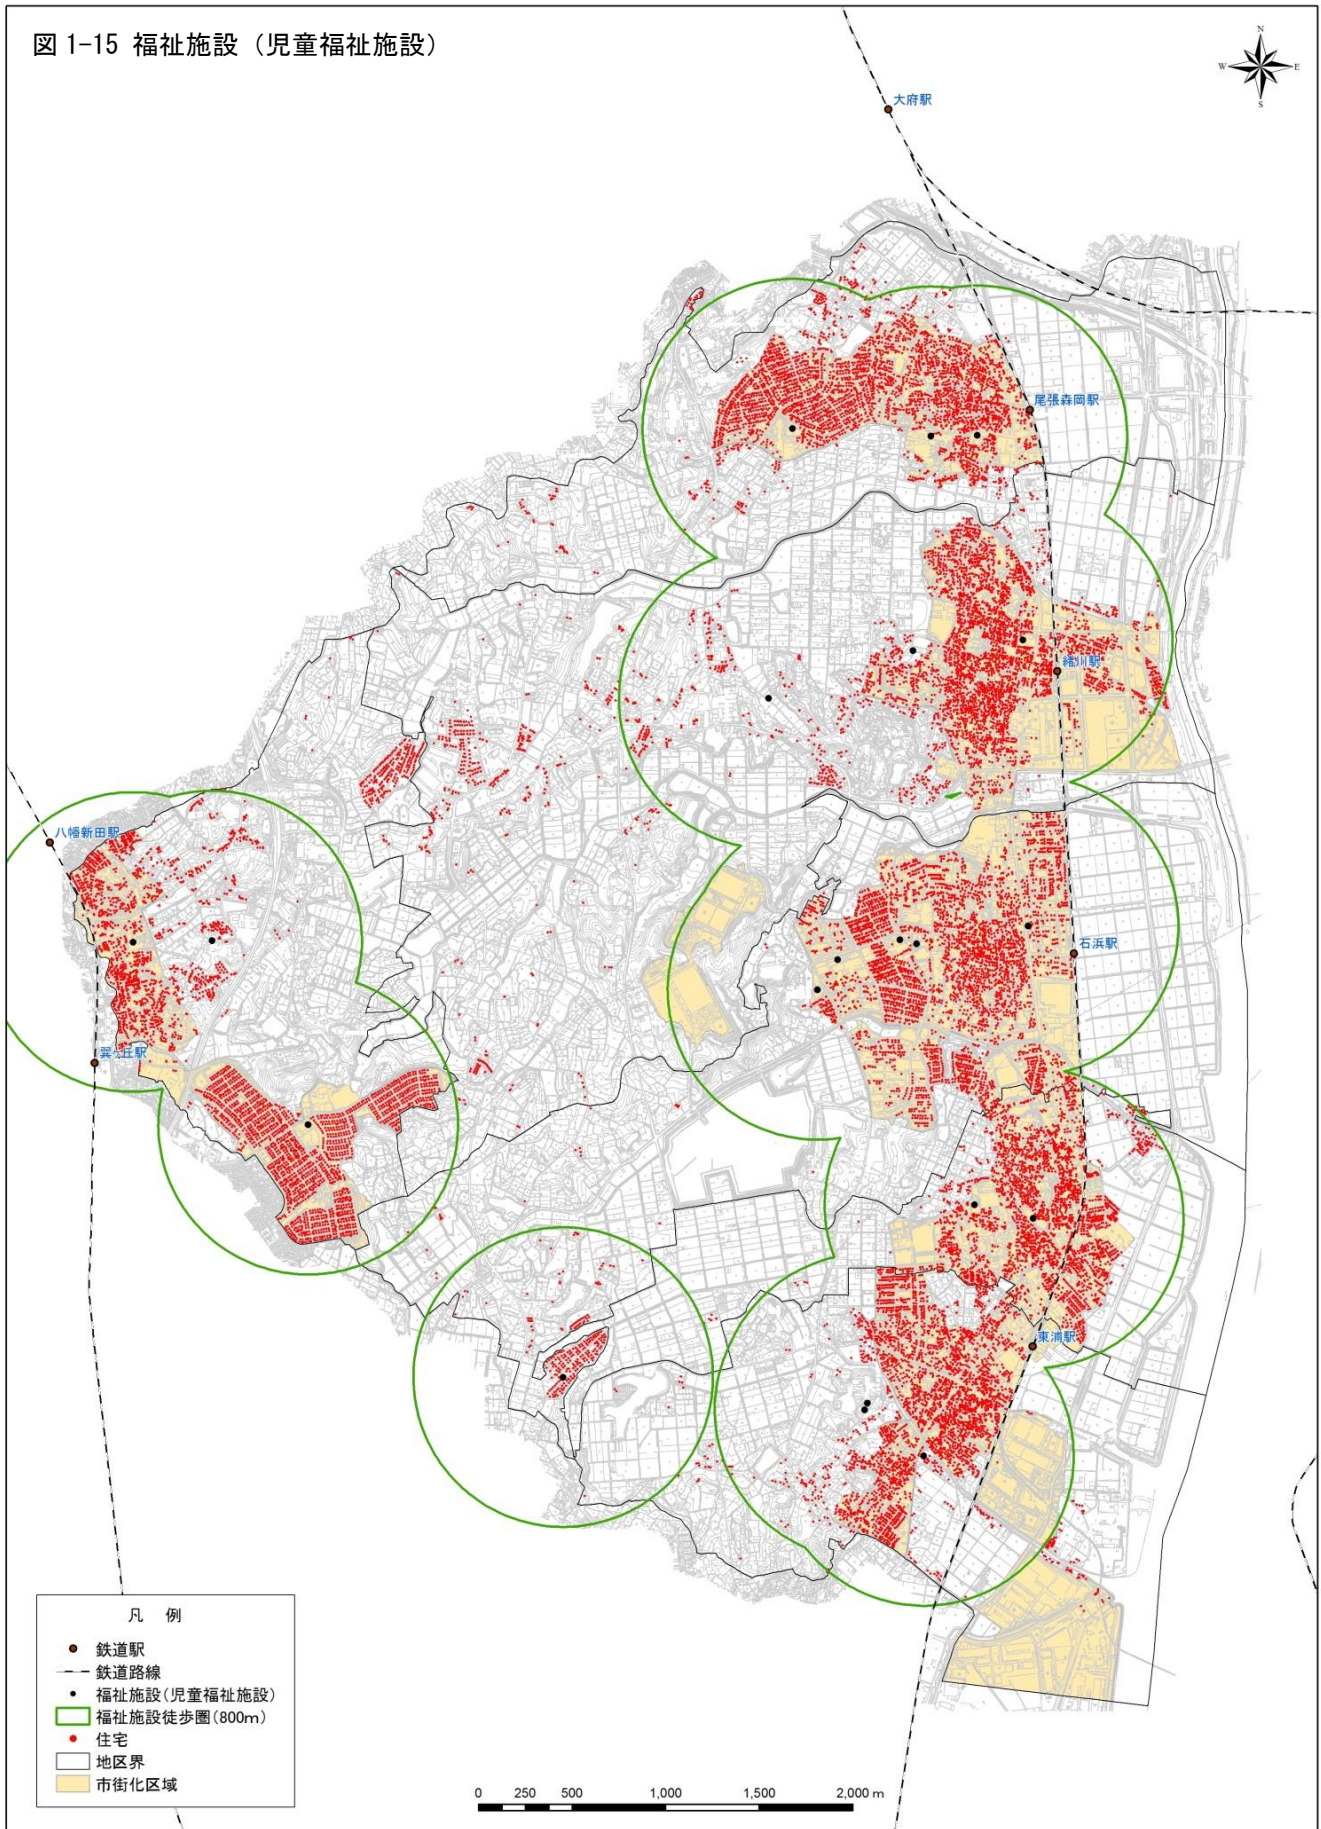 図 1-15 福祉施設（児童福祉施設）
N
W
E
S
大府駅
尾張森岡駅
緒川駅
八幡新田駅
石浜駅
巽ヶ丘駅
東浦駅
凡 例
鉄道駅
鉄道路線
福祉施設(児童福祉施設)
福祉施設徒歩圏(800m)
住宅
地区界
市街化区域
0 250 500 1,000 1,500 2,000 m